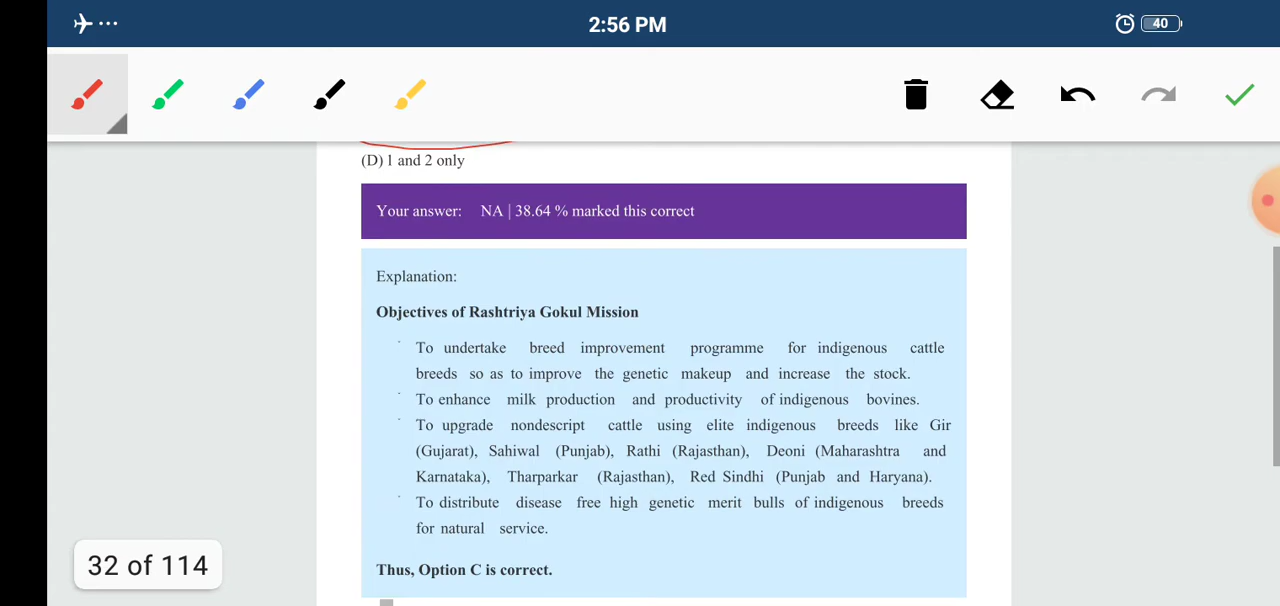 2:56 PM
40
(D) 1 and 2 only
Your answer: NA | 38.64 % marked this correct
Explanation:
Objectives of Rashtriya Gokul Mission
To undertake breed improvement programme for indigenous cattle
breeds so as to improve the genetic makeup and increase the stock.
To enhance milk production and productivity of indigenous bovines.
To upgrade nondescript cattle using elite indigenous breeds like Gir
(Gujarat), Sahiwal (Punjab), Rathi (Rajasthan), Deoni (Maharashtra and
Karnataka), Tharparkar (Rajasthan), Red Sindhi (Punjab and Haryana).
To distribute disease free high genetic merit bulls of indigenous breeds
for natural service.
Thus, Option C is correct.
32 of 114